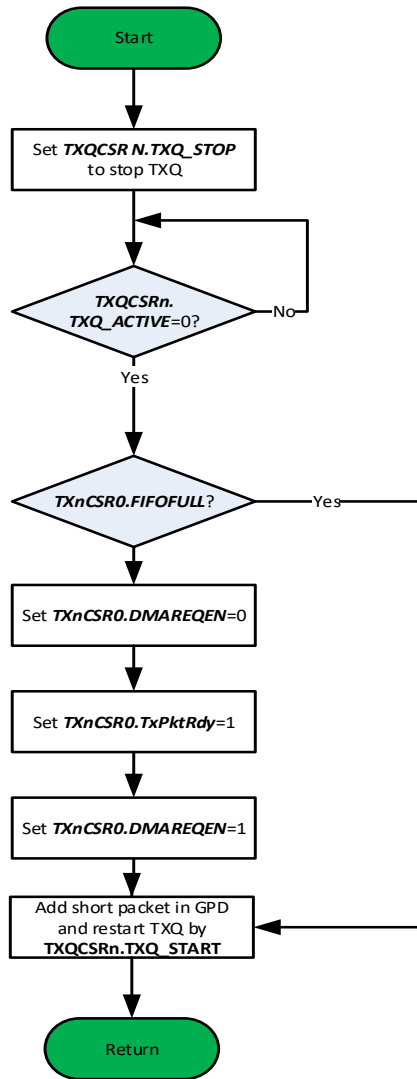 Start
Set TXQCSR N.TXQ_STOP
to stop TXQ
TXQCSRn.
TXQ_ACTIVE=0?
No
Yes
TXnCSR0.FIFOFULL?
Yes
Set TXnCSR0.DMAREQEN=0
Set TXnCSR0.TxPktRdy=1
Set TXnCSR0.DMAREQEN=1
Add short packet in GPD
and restart TXQ by
TXQCSRn.TXQ_START
Return